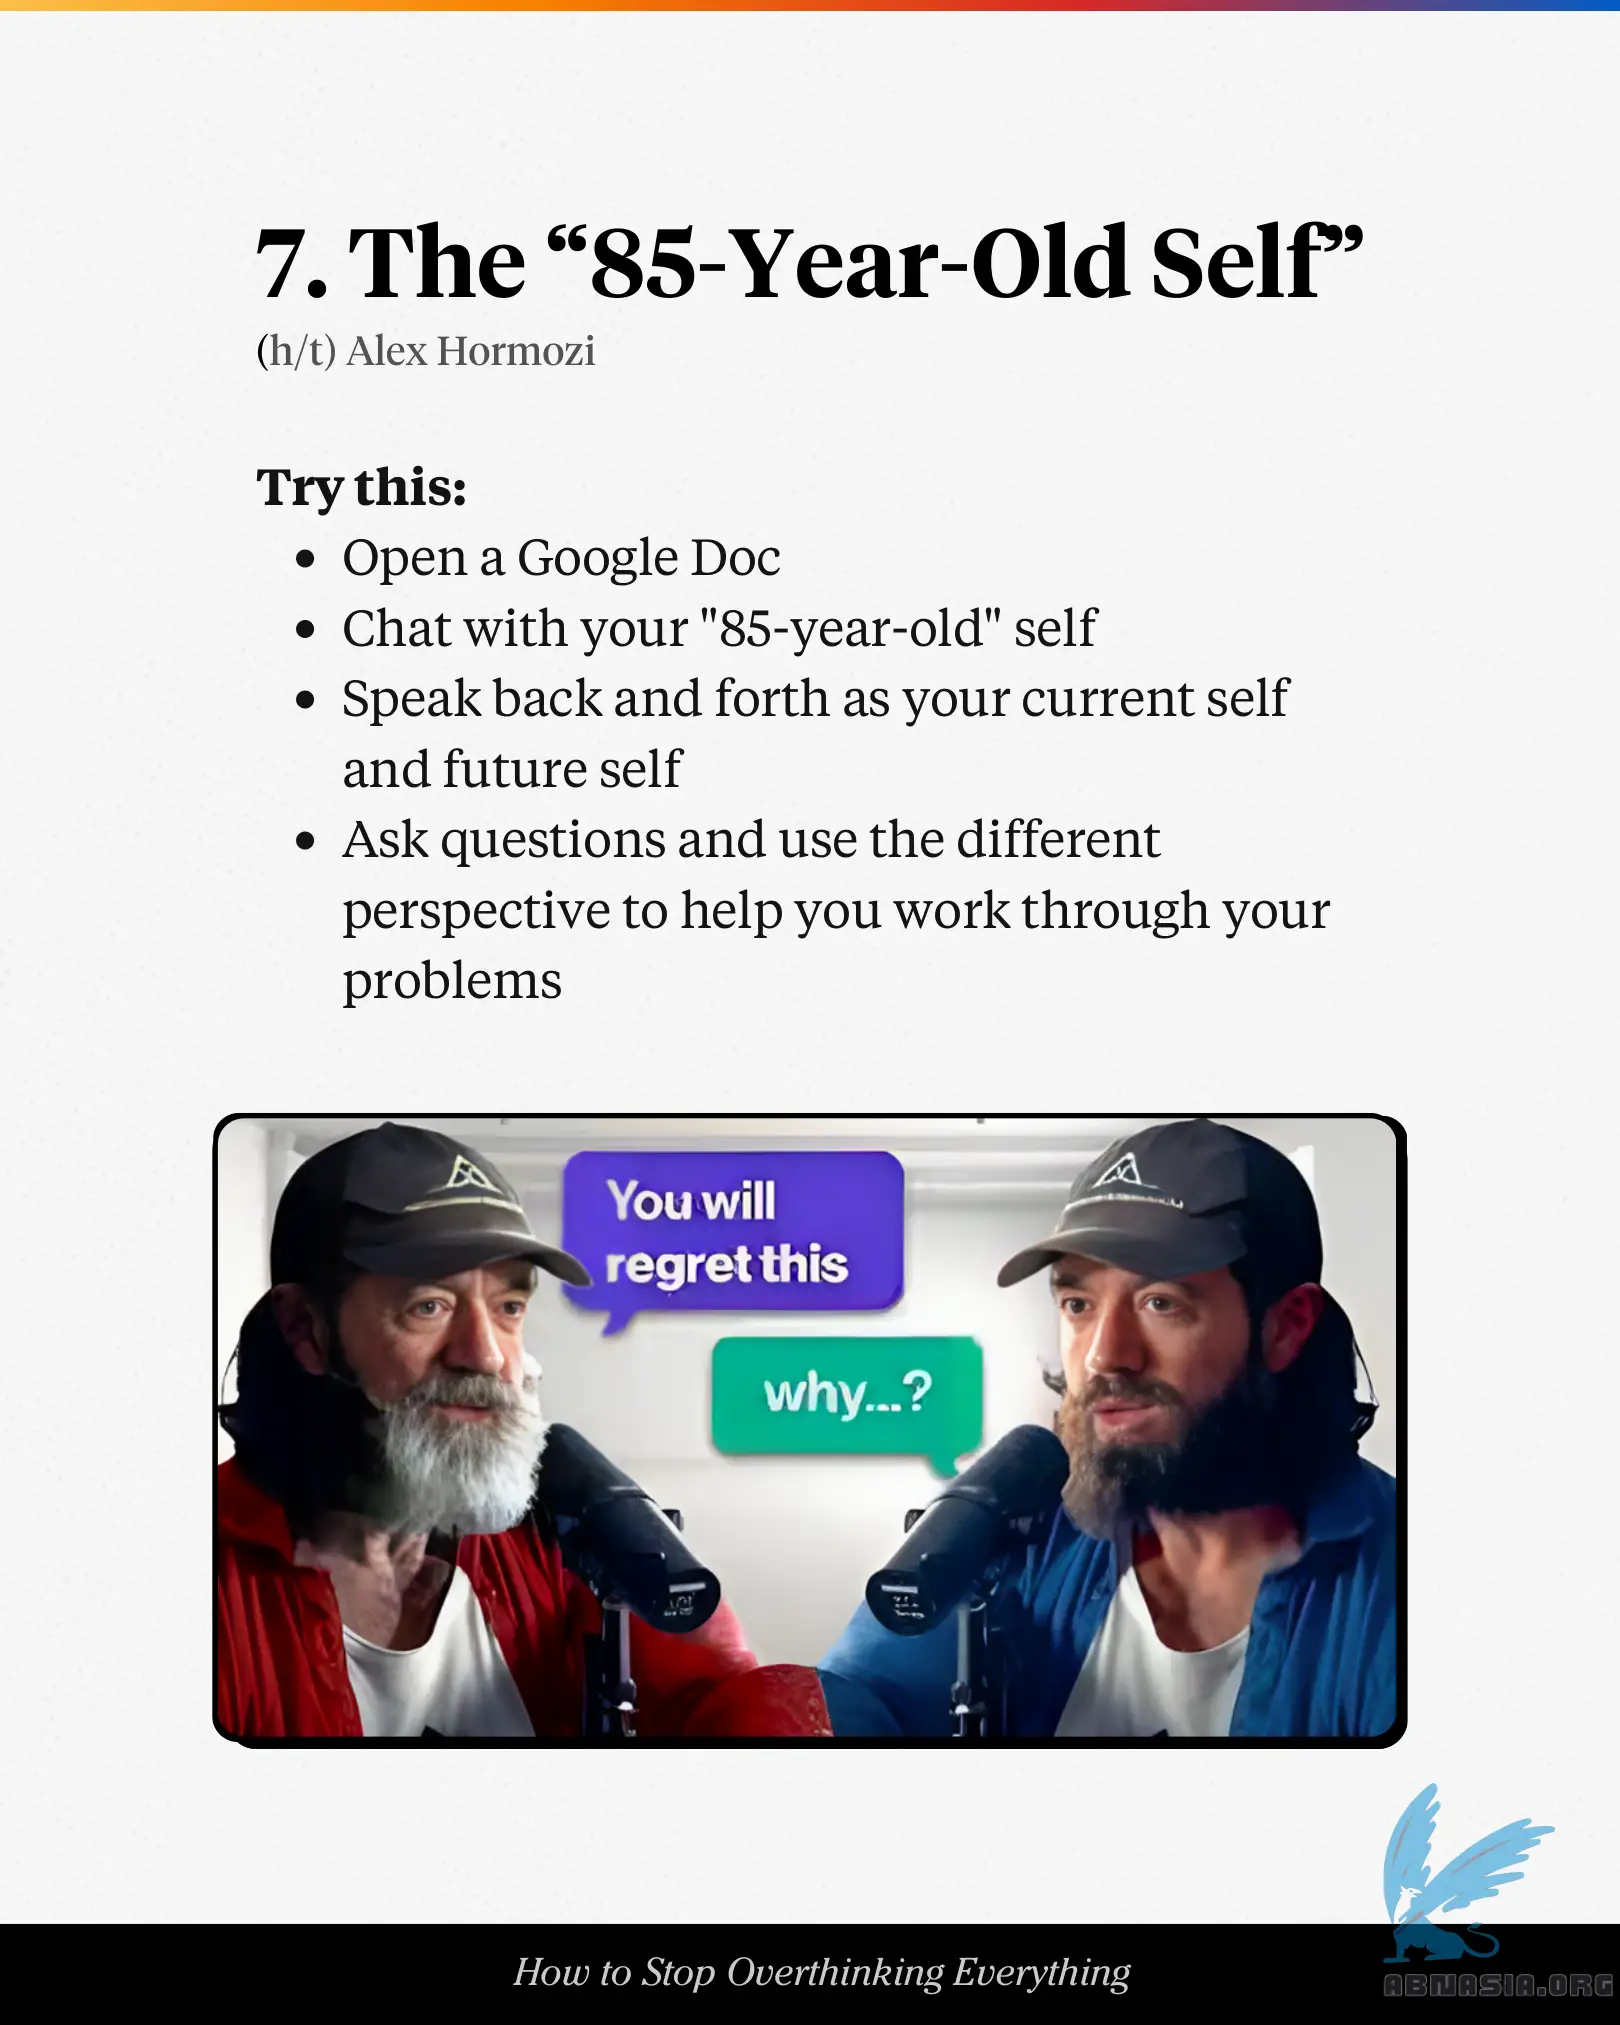 7. The “85-Year-Old Self”
(h/t) Alex Hormozi
Try this:
• Open a Google Doc
• Chat with your "85-year-old" self
• Speak back and forth as your current self
and future self
• Ask questions and use the different
perspective to help you work through your
problems
You will
regret this
why...?
How to Stop Overthinking Everything
ABNASIA.ORG